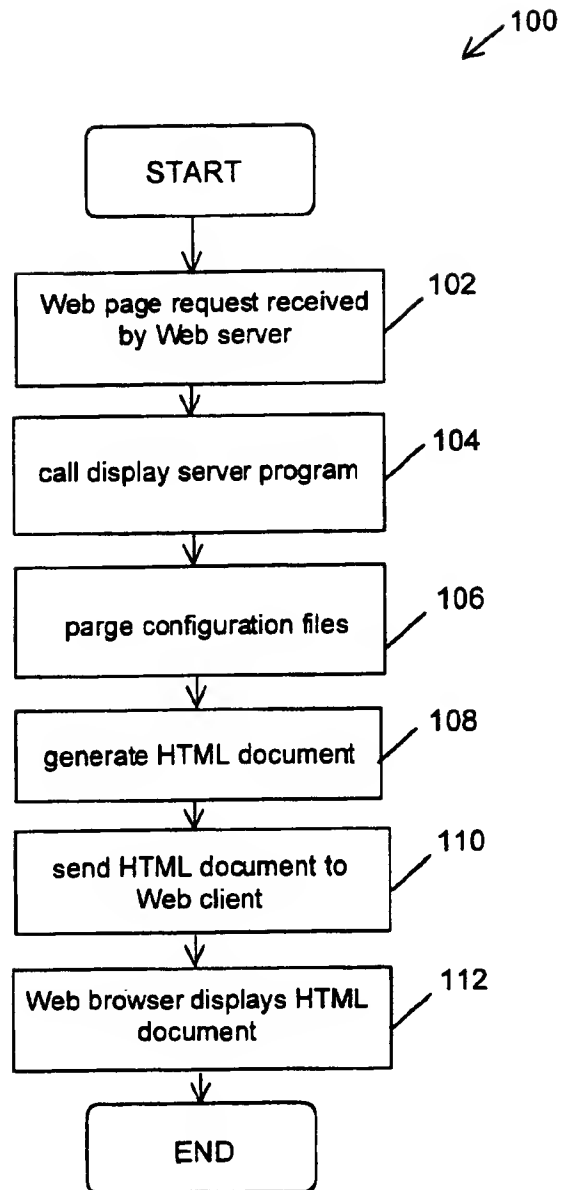 100
START
Web page request received
by Web server
102
call display server program
104
parge configuration files
106
generate HTML document
108
send HTML document to
Web client
110
Web browser displays HTML
document
112
END